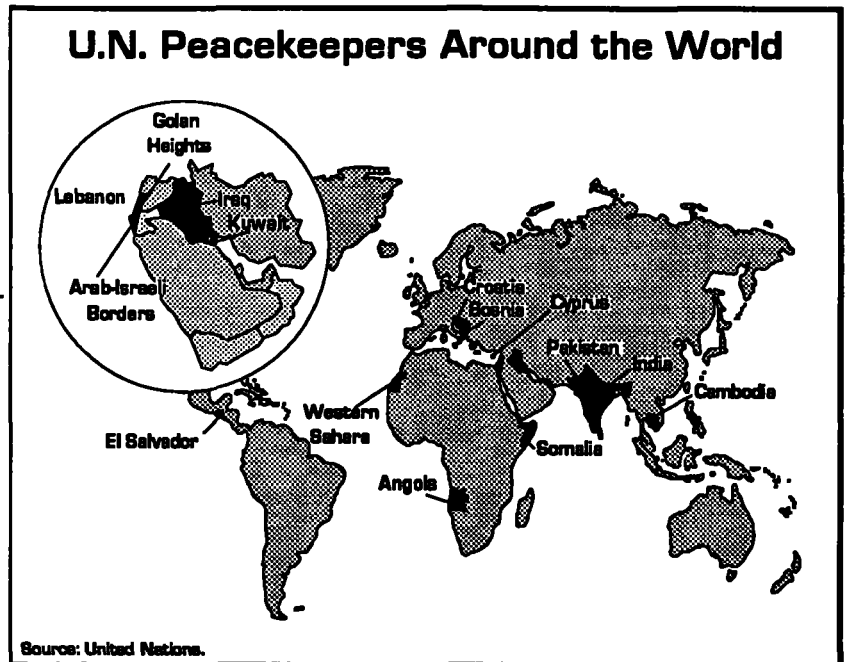 U.N. Peacekeepers Around the World
Golan
Heights
Lebanon
Iraq
Kuwait
Arab-Israeli
Borders
Croatia
Bosnia
Cyprus
Pakistan
India
Cambodia
Western
Sahara
El Salvador
Somalia
Angola
Source: United Nations.